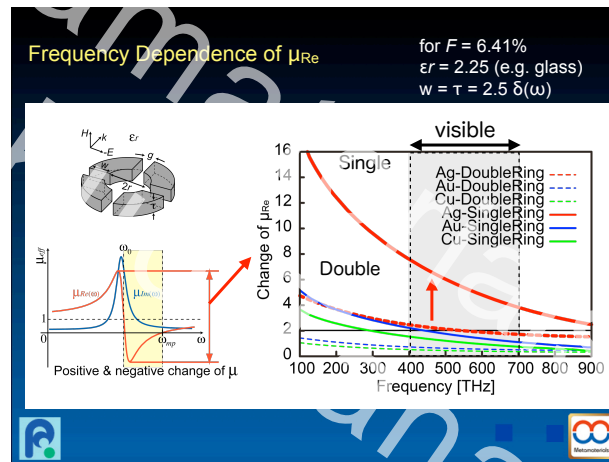 Frequency Dependence of μRe
for F = 6.41%
εr = 2.25 (e.g. glass)
w = τ = 2.5 δ(ω)
H
k
E
εr
w
g
2r
τ
μeff
ω0
μRe(ω)
μIm(ω)
1
0
ωmp
ω
Positive & negative change of μ
visible
Single
Double
Ag-DoubleRing
Au-DoubleRing
Cu-DoubleRing
Ag-SingleRing
Au-SingleRing
Cu-SingleRing
Change of μRe
16
14
12
10
8
6
4
2
0
100 200 300 400 500 600 700 800 900
Frequency [THz]
Metamaterials